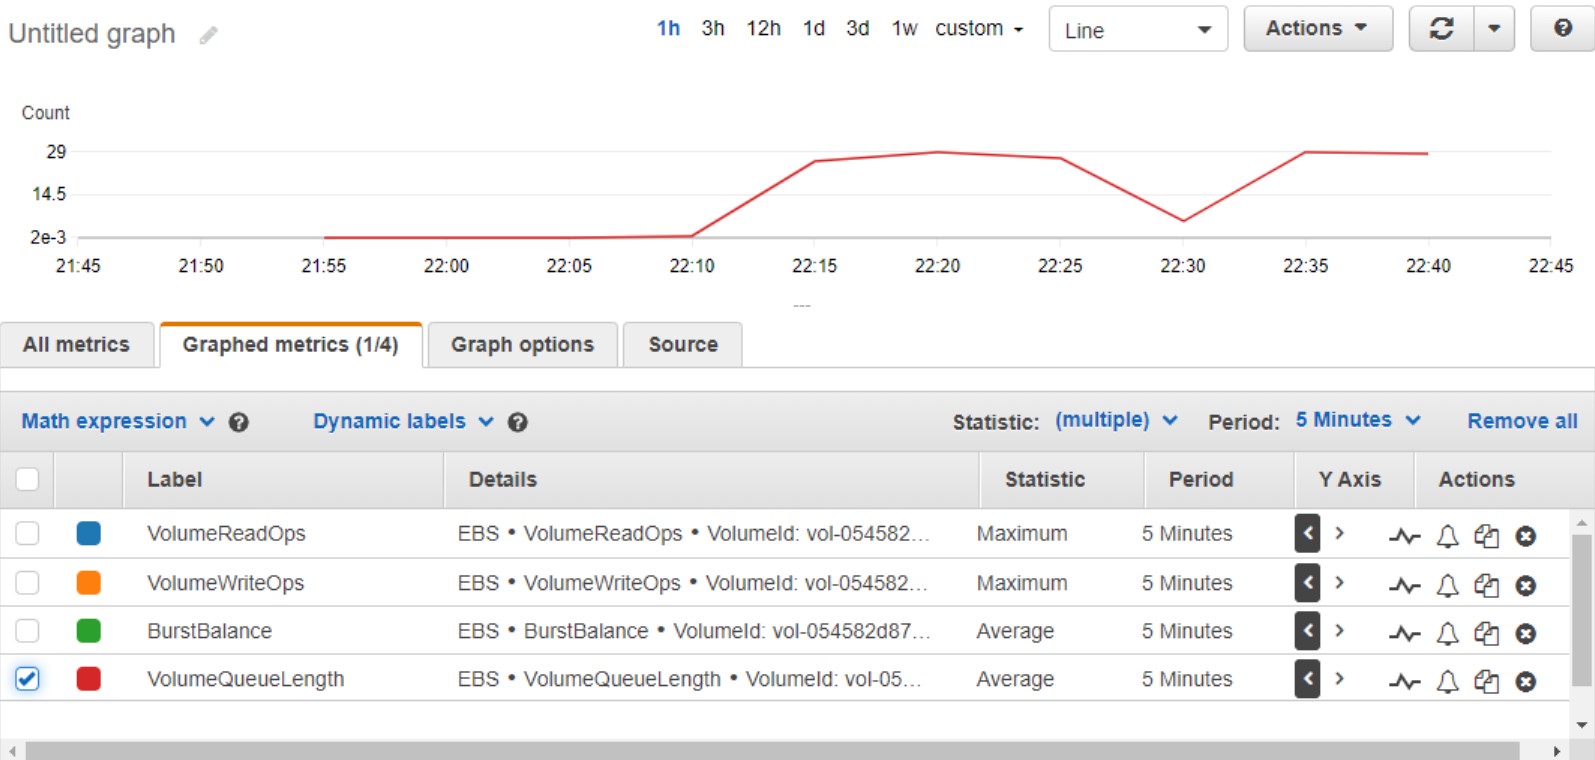 Untitled graph 1h 3h 12h 1d 3d 1w custom Line Actions
Count
29
14.5
2e-3
21:45 21:50 21:55 22:00 22:05 22:10 22:15 22:20 22:25 22:30 22:35 22:40 22:45
All metrics Graphed metrics (1/4) Graph options Source
Math expression Dynamic labels Statistic: (multiple) Period: 5 Minutes Remove all
Label Details Statistic Period Y Axis Actions
VolumeReadOps EBS • VolumeReadOps • VolumeId: vol-054582... Maximum 5 Minutes
VolumeWriteOps EBS • VolumeWriteOps • VolumeId: vol-054582... Maximum 5 Minutes
BurstBalance EBS • BurstBalance • VolumeId: vol-054582d87... Average 5 Minutes
VolumeQueueLength EBS • VolumeQueueLength • VolumeId: vol-05... Average 5 Minutes